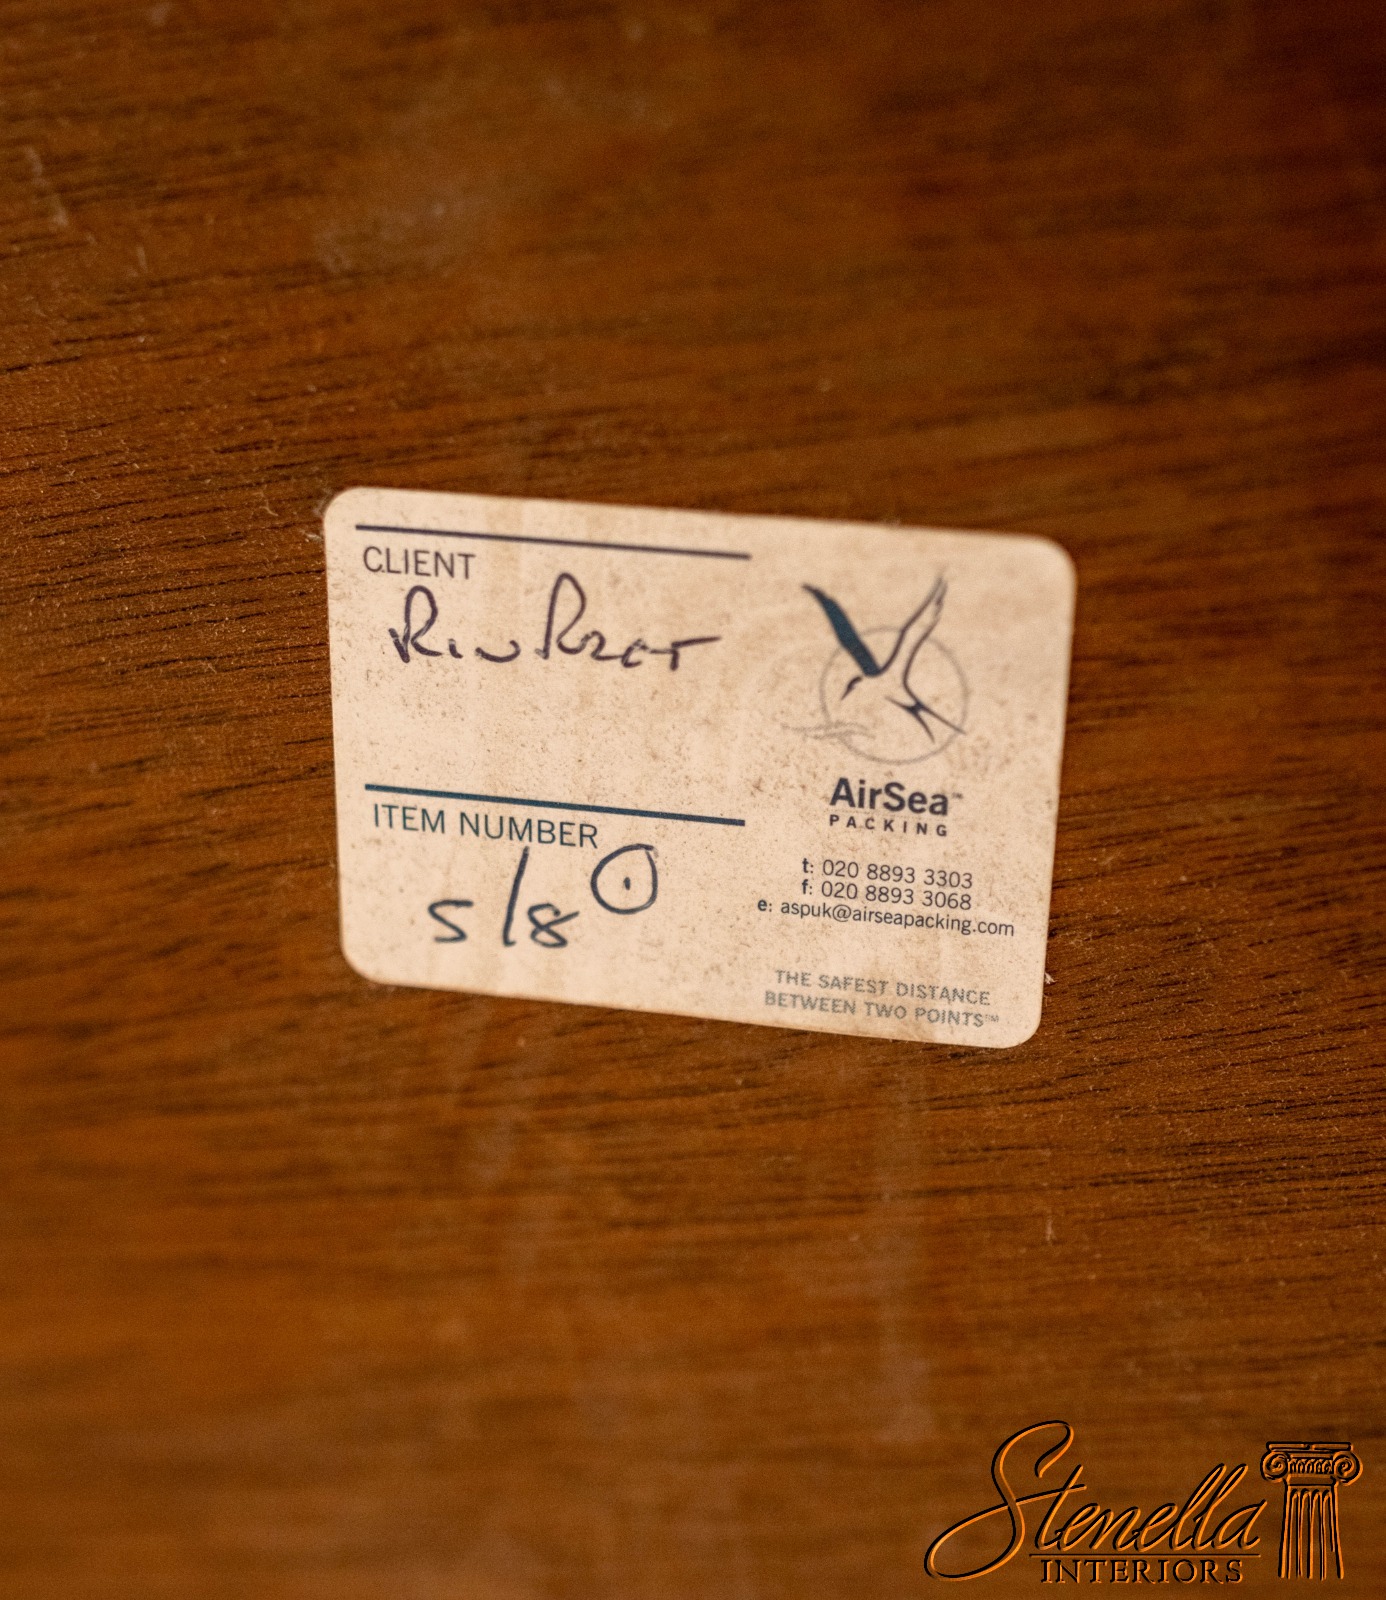 CLIENT
ITEM NUMBER
5/8
AirSea™
PACKING
t: 020 8893 3303
f: 020 8893 3068
e: aspuk@airseapacking.com
THE SAFEST DISTANCE
BETWEEN TWO POINTS™
Stenella
INTERIORS